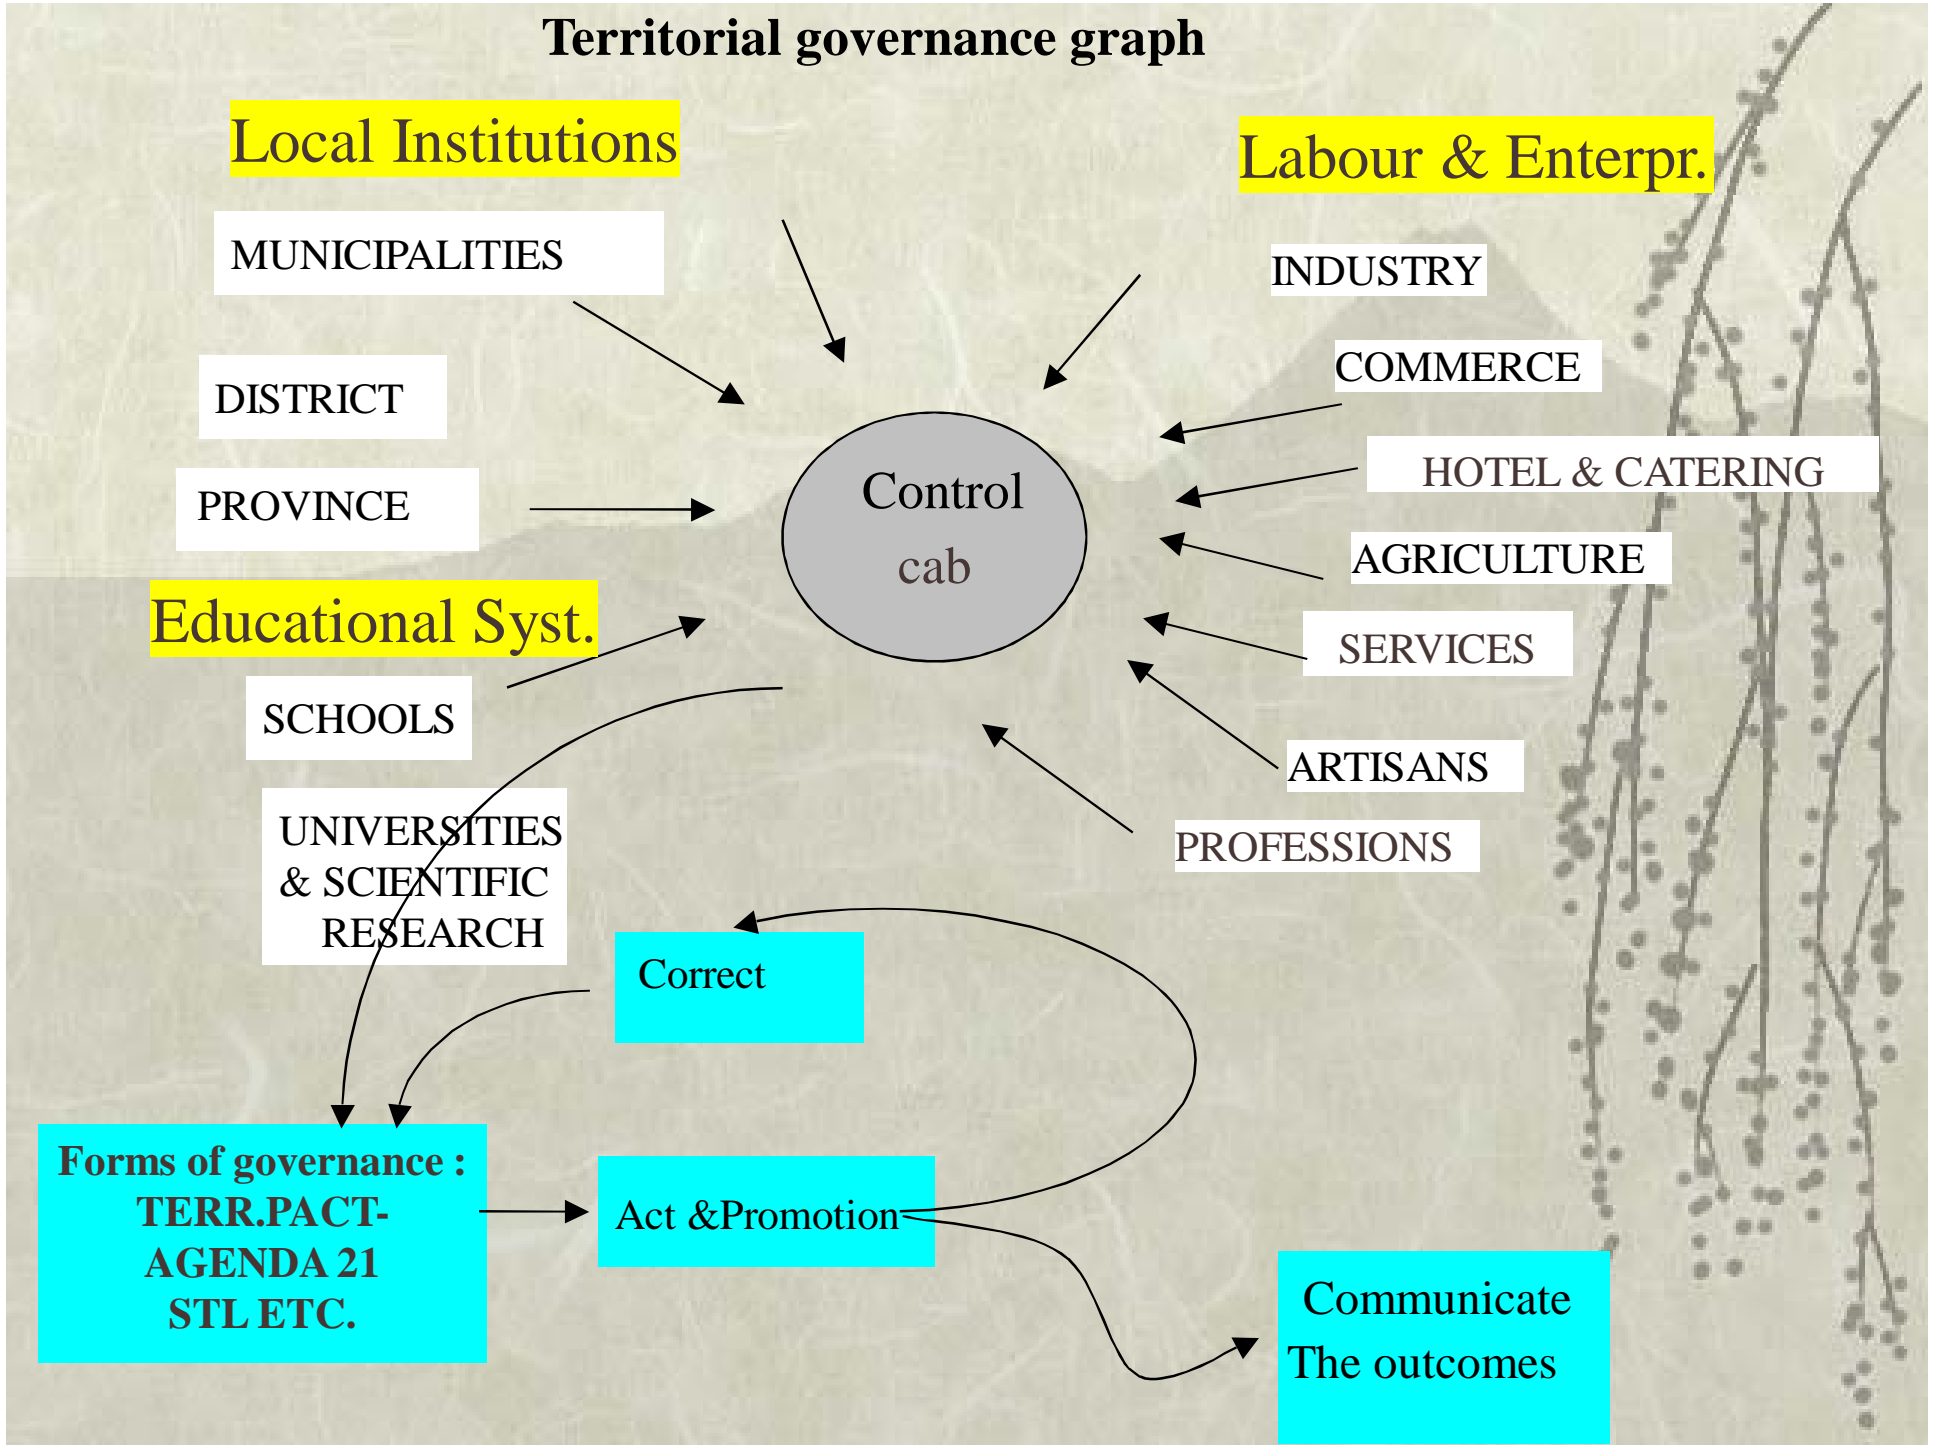 Territorial governance graph
Local Institutions
MUNICIPALITIES
DISTRICT
PROVINCE
Educational Syst.
SCHOOLS
UNIVERSITIES
& SCIENTIFIC
RESEARCH
Labour & Enterpr.
INDUSTRY
COMMERCE
HOTEL & CATERING
AGRICULTURE
SERVICES
ARTISANS
PROFESSIONS
Control
cab
Correct
Forms of governance :
TERR.PACT-
AGENDA 21
STL ETC.
Act &Promotion
Communicate
The outcomes